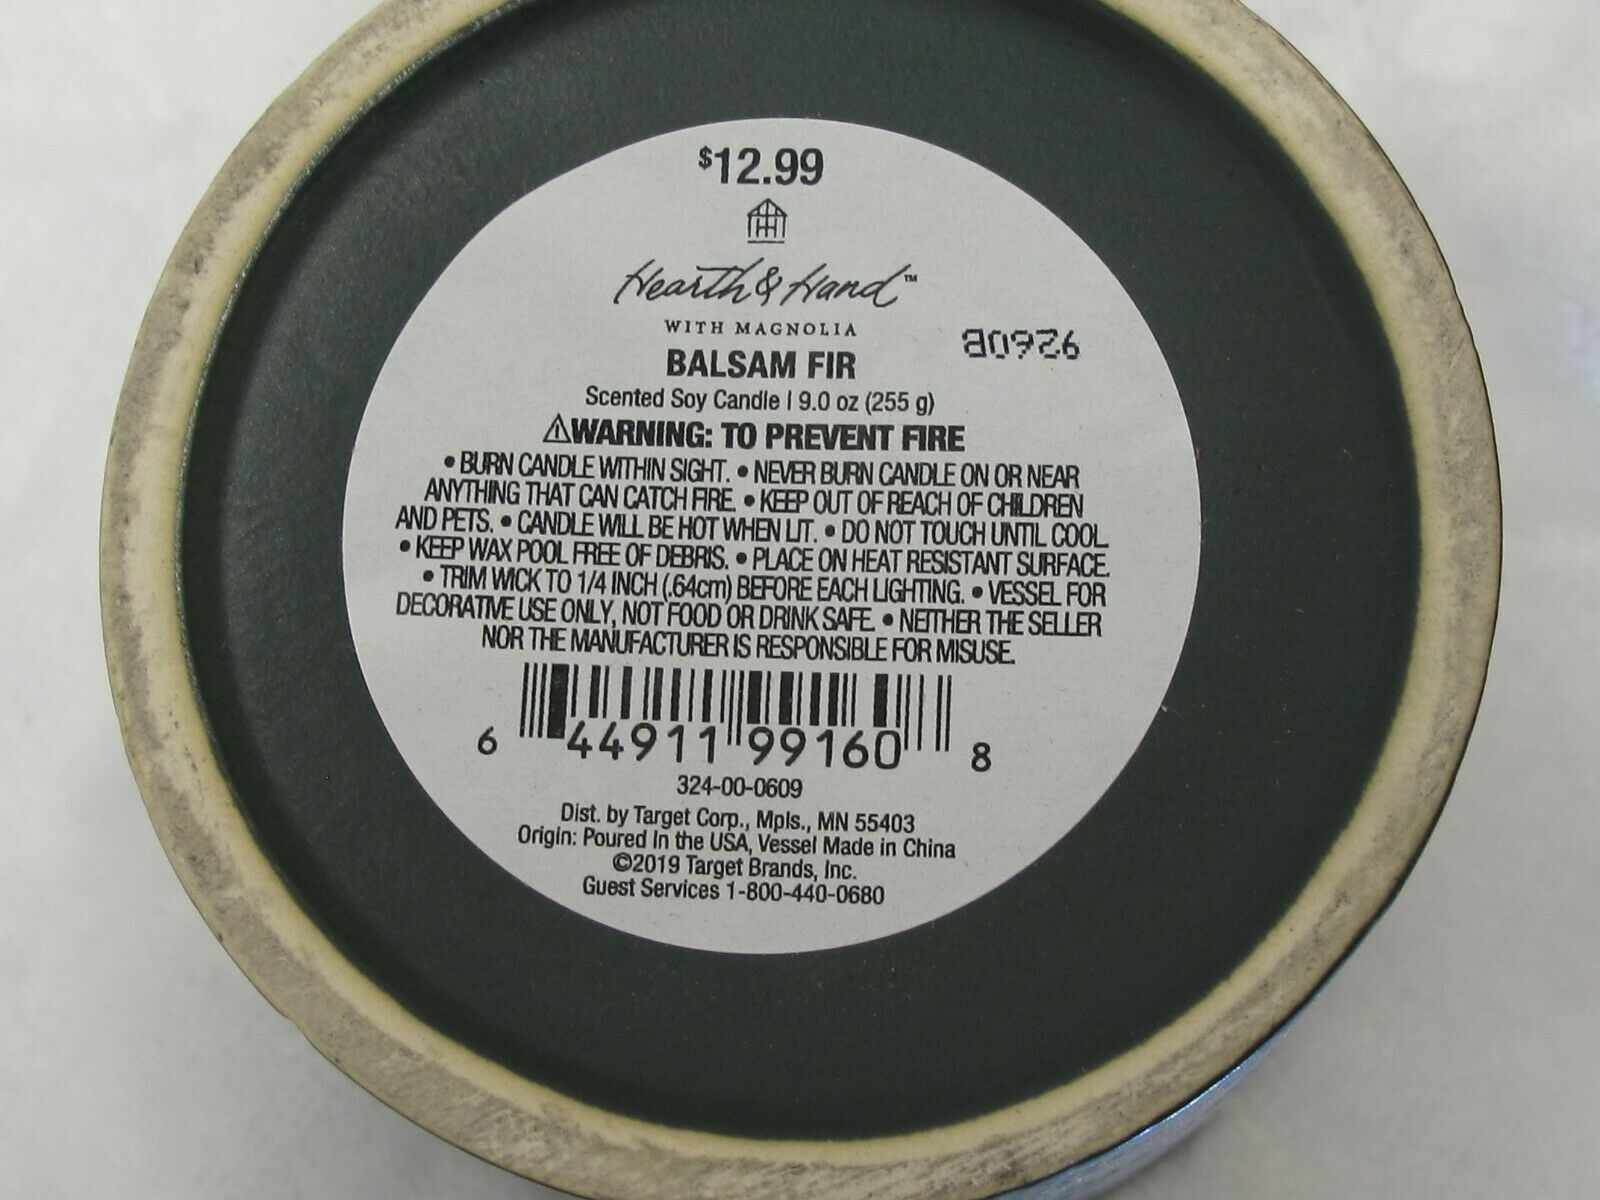 $12.99
Hearth & Hand™
WITH MAGNOLIA
BALSAM FIR
Scented Soy Candle | 9.0 oz (255 g)
⚠WARNING: TO PREVENT FIRE
• BURN CANDLE WITHIN SIGHT. • NEVER BURN CANDLE ON OR NEAR
ANYTHING THAT CAN CATCH FIRE. • KEEP OUT OF REACH OF CHILDREN
AND PETS. • CANDLE WILL BE HOT WHEN LIT. • DO NOT TOUCH UNTIL COOL.
• KEEP WAX POOL FREE OF DEBRIS. • PLACE ON HEAT RESISTANT SURFACE.
• TRIM WICK TO 1/4 INCH (.64cm) BEFORE EACH LIGHTING. • VESSEL FOR
DECORATIVE USE ONLY, NOT FOOD OR DRINK SAFE. • NEITHER THE SELLER
NOR THE MANUFACTURER IS RESPONSIBLE FOR MISUSE.
6 44911 99160 8
324-00-0609
Dist. by Target Corp., Mpls., MN 55403
Origin: Poured in the USA, Vessel Made in China
©2019 Target Brands, Inc.
Guest Services 1-800-440-0680